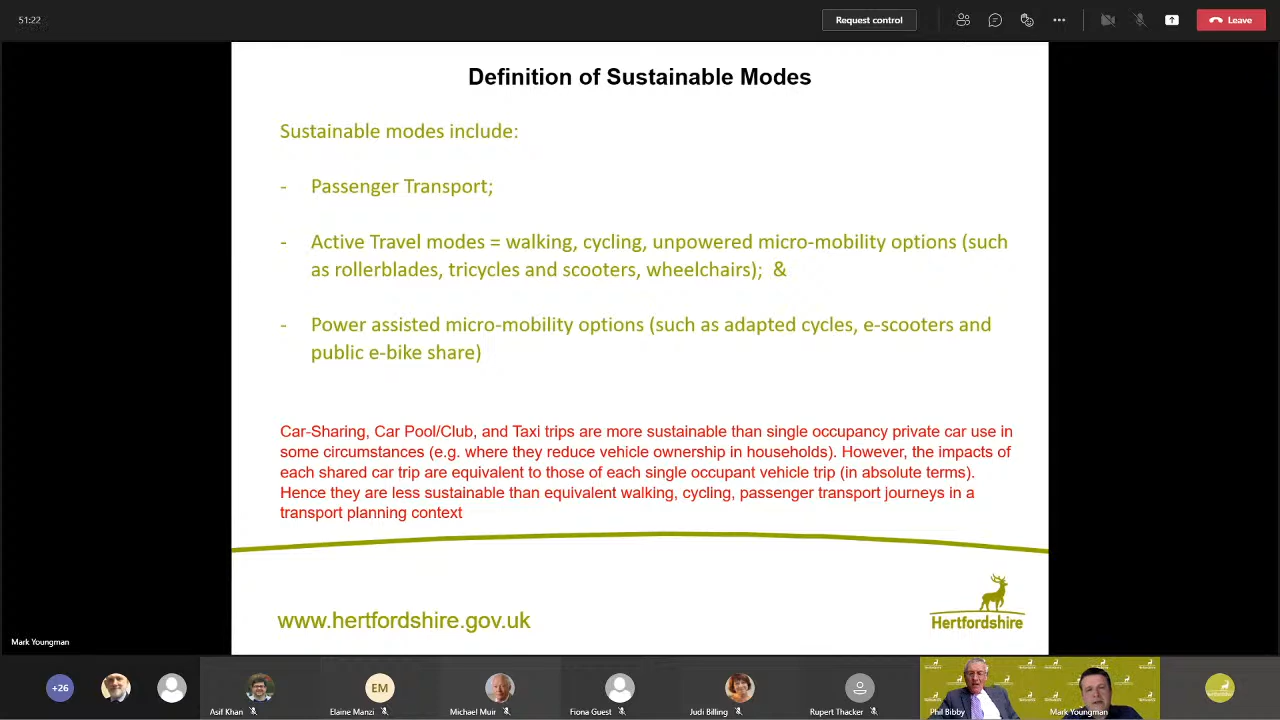 51:22
Request control
Leave
Definition of Sustainable Modes
Sustainable modes include:
- Passenger Transport;
- Active Travel modes = walking, cycling, unpowered micro-mobility options (such
as rollerblades, tricycles and scooters, wheelchairs); &
- Power assisted micro-mobility options (such as adapted cycles, e-scooters and
public e-bike share)
Car-Sharing, Car Pool/Club, and Taxi trips are more sustainable than single occupancy private car use in
some circumstances (e.g. where they reduce vehicle ownership in households). However, the impacts of
each shared car trip are equivalent to those of each single occupant vehicle trip (in absolute terms).
Hence they are less sustainable than equivalent walking, cycling, passenger transport journeys in a
transport planning context
www.hertfordshire.gov.uk
Hertfordshire
Mark Youngman
+26
EM
Asif Khan
Elaine Manzi
Michael Muir
Fiona Guest
Judi Billing
Rupert Thacker
Phil Bibby
Mark Youngman